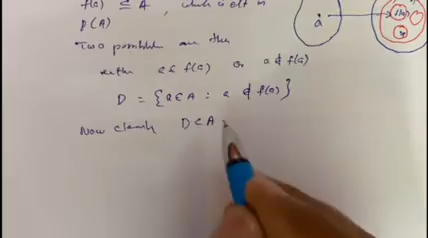 f(a) ⊆ A , which is elt in
P(A)
Two possibilities are there
either a ∈ f(a) or a ∉ f(a)
D = { a ∈ A : a ∉ f(a) }
Now clearly D ⊂ A
a
f(a)